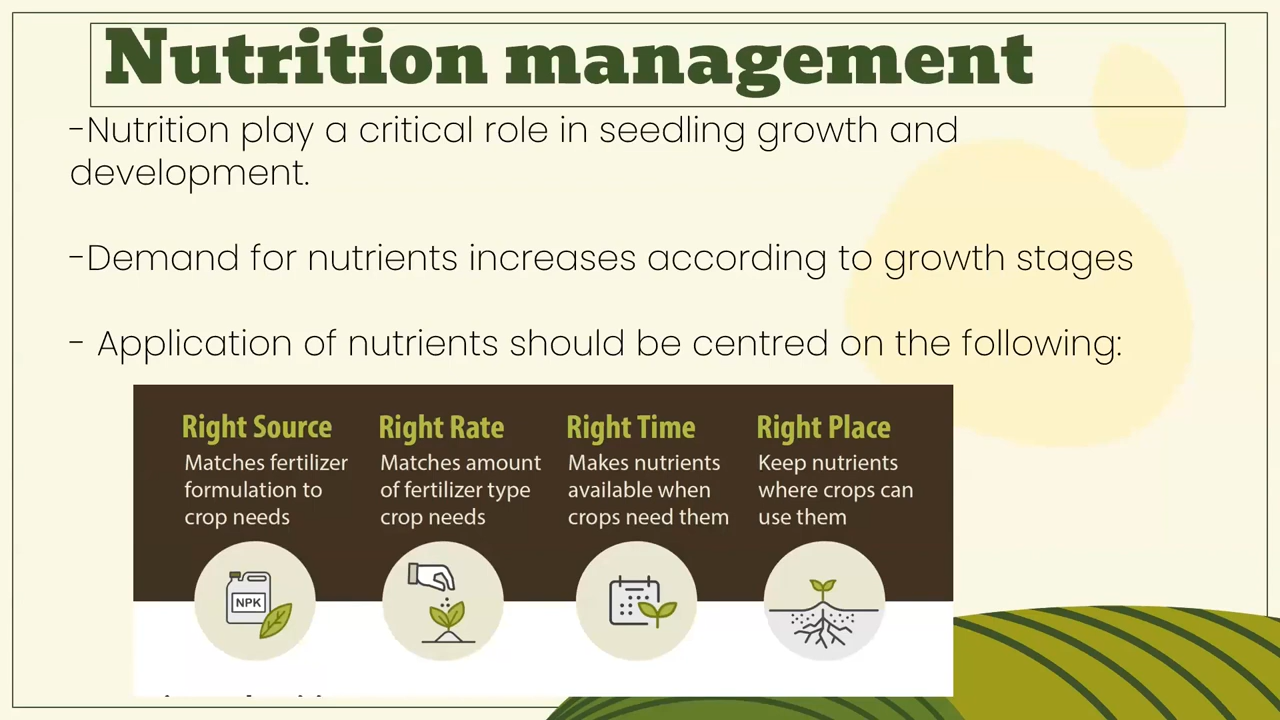 Nutrition management
-Nutrition play a critical role in seedling growth and
development.
-Demand for nutrients increases according to growth stages
- Application of nutrients should be centred on the following:
Right Source
Matches fertilizer
formulation to
crop needs
Right Rate
Matches amount
of fertilizer type
crop needs
Right Time
Makes nutrients
available when
crops need them
Right Place
Keep nutrients
where crops can
use them
NPK